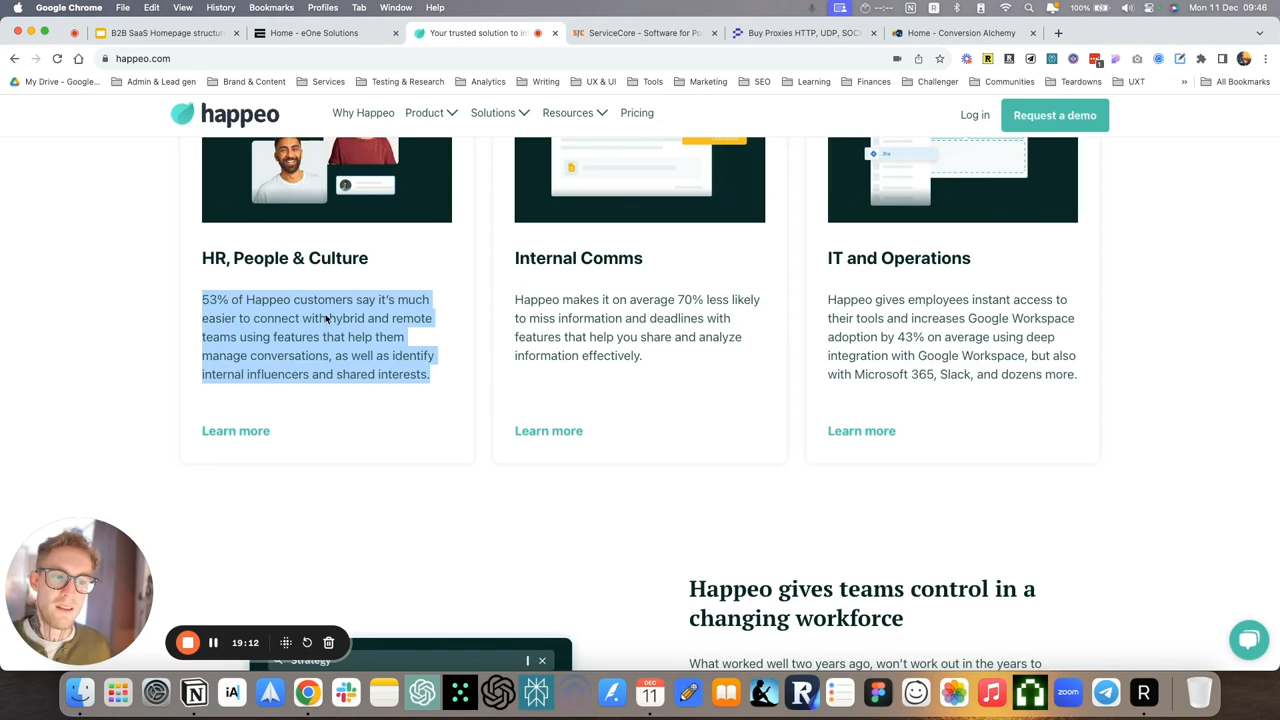 Google Chrome File Edit View History Bookmarks Profiles Tab Window Help 100% Mon 11 Dec 09:46
B2B SaaS Homepage structur Home - eOne Solutions Your trusted solution to in ServiceCore - Software for Po Buy Proxies HTTP, UDP, SOC Home - Conversion Alchemy
happeo.com
My Drive - Google... Admin & Lead gen Brand & Content Services Testing & Research Analytics Writing UX & UI Tools Marketing SEO Learning Finances Challenger Communities Teardowns UXT » All Bookmarks
happeo Why Happeo Product Solutions Resources Pricing Log in Request a demo
Jira
HR, People & Culture
53% of Happeo customers say it's much
easier to connect with hybrid and remote
teams using features that help them
manage conversations, as well as identify
internal influencers and shared interests.
Learn more
Internal Comms
Happeo makes it on average 70% less likely
to miss information and deadlines with
features that help you share and analyze
information effectively.
Learn more
IT and Operations
Happeo gives employees instant access to
their tools and increases Google Workspace
adoption by 43% on average using deep
integration with Google Workspace, but also
with Microsoft 365, Slack, and dozens more.
Learn more
Happeo gives teams control in a
changing workforce
What worked well two years ago, won't work out in the years to
Strategy
19:12
iA DEC 11 R zoom R